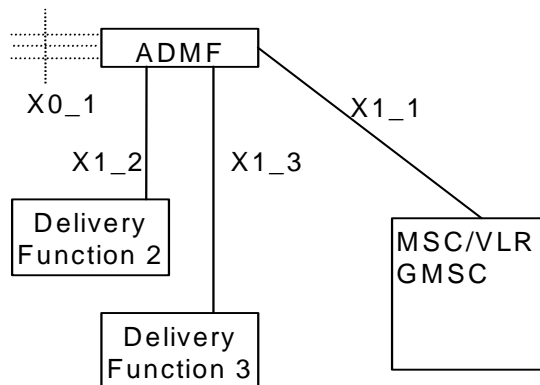 ADMF
X0_1
X1_1
X1_2
X1_3
Delivery
Function 2
MSC/VLR
GMSC
Delivery
Function 3